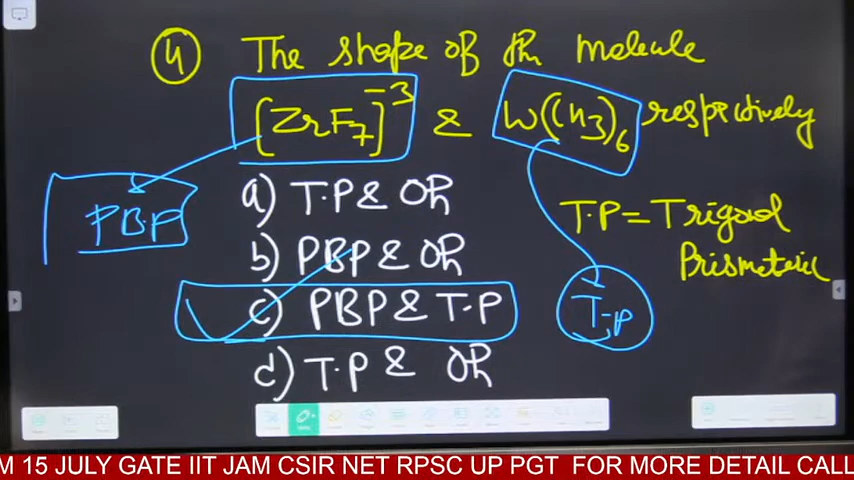 4 The shape of the molecule
[ZrF7]-3 & W(CH3)6 respectively
PBP
a) T.P & Oh
T.P = Trigonal
Prismeteric
b) PBP & Oh
c) PBP & T.P
T-P
d) T.P & Oh
M 15 JULY GATE IIT JAM CSIR NET RPSC UP PGT FOR MORE DETAIL CALL